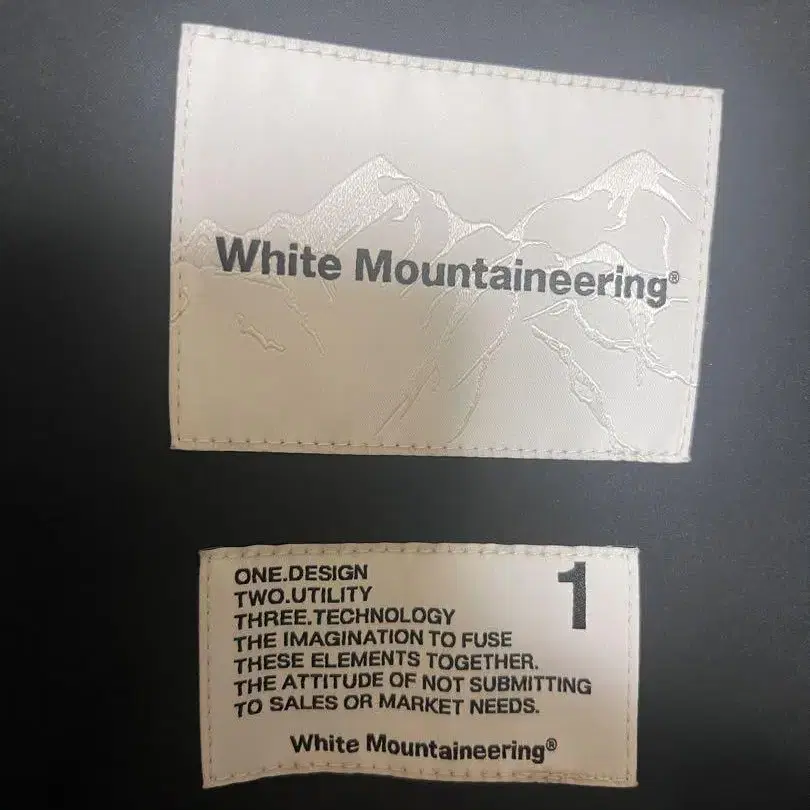 White Mountaineering®
ONE.DESIGN
1
TWO.UTILITY
THREE.TECHNOLOGY
THE IMAGINATION TO FUSE
THESE ELEMENTS TOGETHER.
THE ATTITUDE OF NOT SUBMITTING
TO SALES OR MARKET NEEDS.
White Mountaineering®